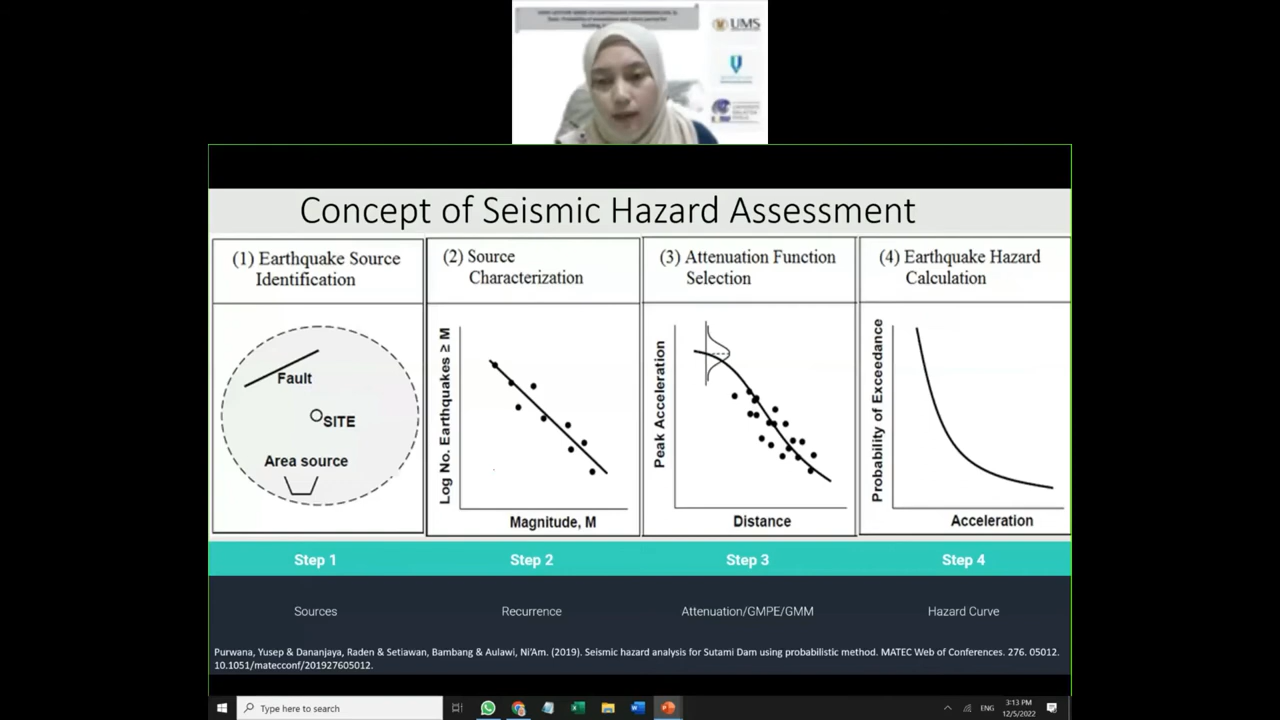 UMS
Concept of Seismic Hazard Assessment
(1) Earthquake Source
Identification
Fault
SITE
Area source
(2) Source
Characterization
Log No. Earthquakes ≥ M
Magnitude, M
(3) Attenuation Function
Selection
Peak Acceleration
Distance
(4) Earthquake Hazard
Calculation
Probability of Exceedance
Acceleration
Step 1
Step 2
Step 3
Step 4
Sources
Recurrence
Attenuation/GMPE/GMM
Hazard Curve
Purwana, Yusep & Dananjaya, Raden & Setiawan, Bambang & Aulawi, Ni'Am. (2019). Seismic hazard analysis for Sutami Dam using probabilistic method. MATEC Web of Conferences. 276. 05012.
10.1051/matecconf/201927605012.
Type here to search
ENG
3:13 PM
12/5/2022